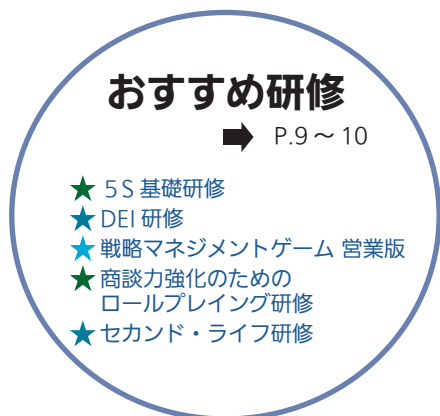 おすすめ研修
➡ P.9～10
★ 5S 基礎研修
★ DEI 研修
★ 戦略マネジメントゲーム 営業版
★ 商談力強化のための
ロールプレイング研修
★ セカンド・ライフ研修